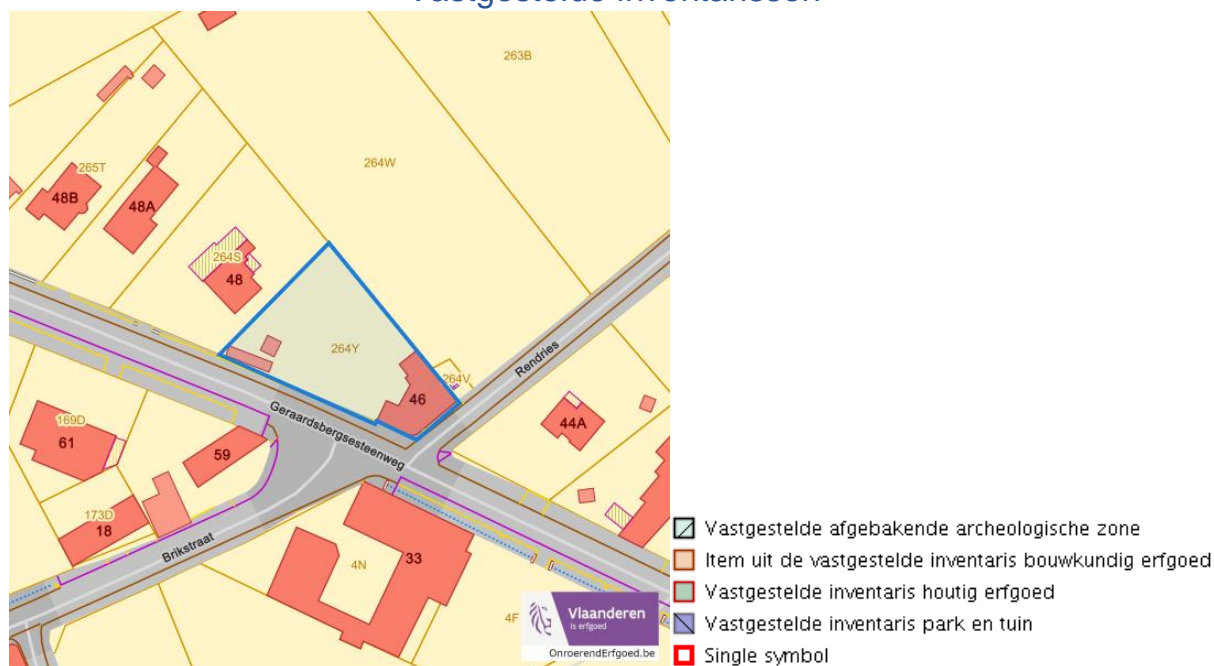 Vastgestelde Inventarissen
263B
264W
265T
48B
48A
264S
48
264Y
Rendries
264V
46
44A
Geraardsbergsesteenweg
169D
61
59
173D
18
Brikstraat
33
4N
4F
Vlaanderen
is erfgoed
OnroerendErfgoed.be
Vastgestelde afgebakende archeologische zone
Item uit de vastgestelde inventaris bouwkundig erfgoed
Vastgestelde inventaris houtig erfgoed
Vastgestelde inventaris park en tuin
Single symbol